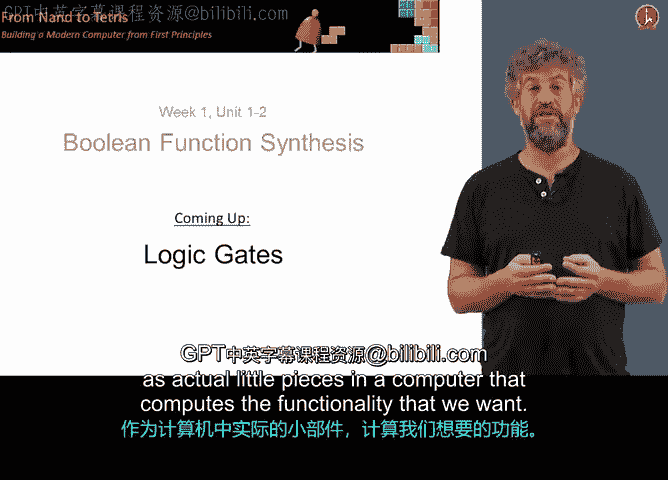 GPT中英字幕课程资源@bilibili.com
From Nand to Tetris
Building a Modern Computer from First Principles
Week 1, Unit 1-2
Boolean Function Synthesis
Coming Up:
Logic Gates
GPT中英字幕课程资源@bilibili.com
as actual little pieces in a computer that
computes the functionality that we want.
作为计算机中实际的小部件，计算我们想要的功能。